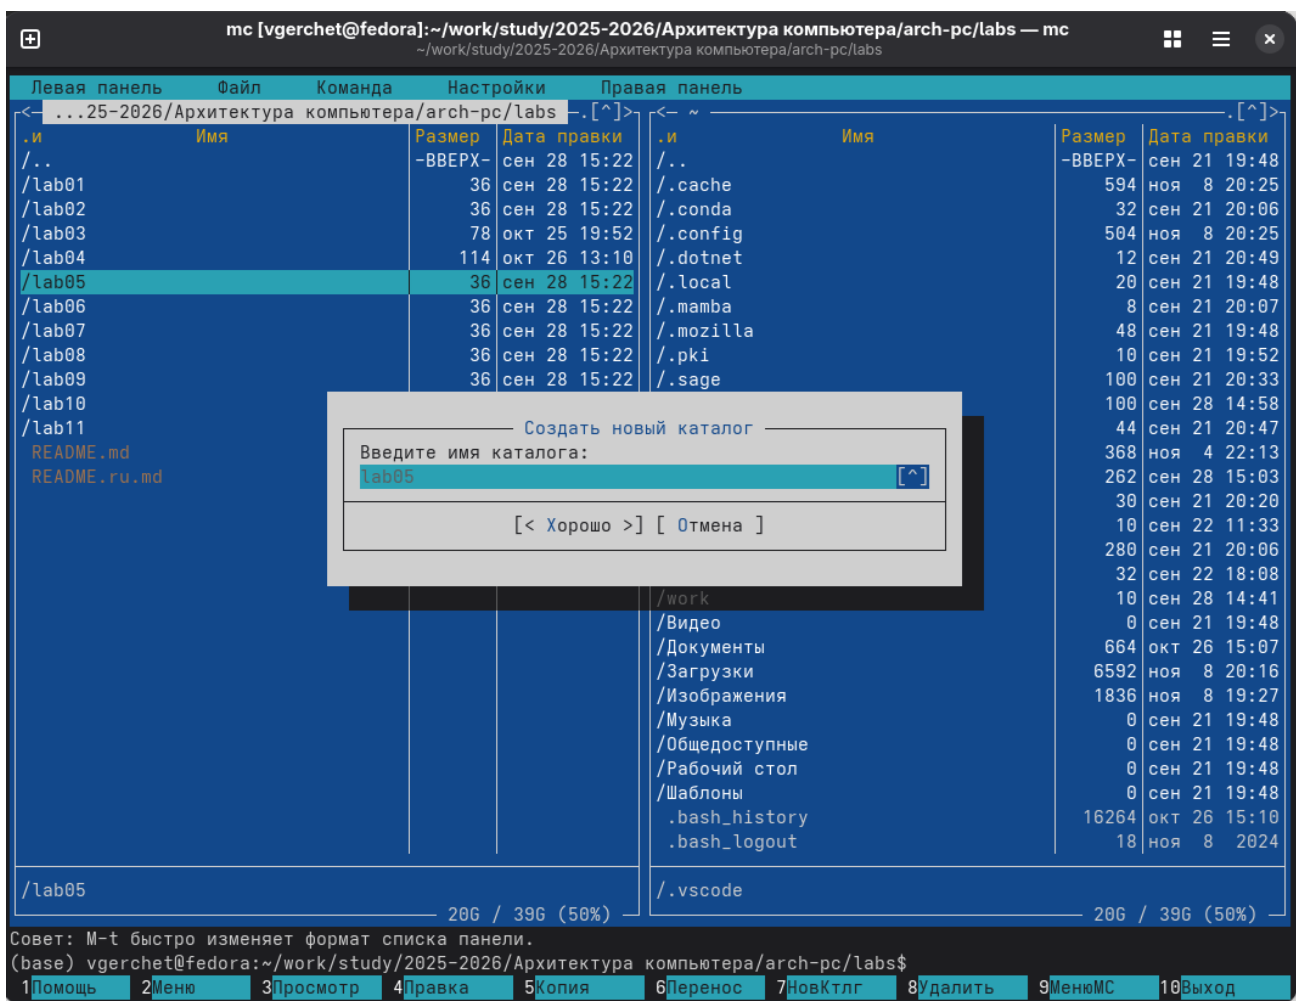 mc [vgerchet@fedora]:~/work/study/2025-2026/Архитектура компьютера/arch-pc/labs — mc
~/work/study/2025-2026/Архитектура компьютера/arch-pc/labs
Левая панель Файл Команда Настройки Правая панель
<— ...25-2026/Архитектура компьютера/arch-pc/labs —.[^]>
.и Имя Размер Дата правки
/.. -ВВЕРХ- сен 28 15:22
/lab01 36 сен 28 15:22
/lab02 36 сен 28 15:22
/lab03 78 окт 25 19:52
/lab04 114 окт 26 13:10
/lab05 36 сен 28 15:22
/lab06 36 сен 28 15:22
/lab07 36 сен 28 15:22
/lab08 36 сен 28 15:22
/lab09 36 сен 28 15:22
/lab10
/lab11
README.md
README.ru.md
/lab05
20G / 39G (50%)
<— ~ .[^]>
.и Имя Размер Дата правки
/.. -ВВЕРХ- сен 21 19:48
/.cache 594 ноя 8 20:25
/.conda 32 сен 21 20:06
/.config 504 ноя 8 20:25
/.dotnet 12 сен 21 20:49
/.local 20 сен 21 19:48
/.mamba 8 сен 21 20:07
/.mozilla 48 сен 21 19:48
/.pki 10 сен 21 19:52
/.sage 100 сен 21 20:33
100 сен 28 14:58
44 сен 21 20:47
368 ноя 4 22:13
262 сен 28 15:03
30 сен 21 20:20
10 сен 22 11:33
280 сен 21 20:06
32 сен 22 18:08
/work 10 сен 28 14:41
/Видео 0 сен 21 19:48
/Документы 664 окт 26 15:07
/Загрузки 6592 ноя 8 20:16
/Изображения 1836 ноя 8 19:27
/Музыка 0 сен 21 19:48
/Общедоступные 0 сен 21 19:48
/Рабочий стол 0 сен 21 19:48
/Шаблоны 0 сен 21 19:48
.bash_history 16264 окт 26 15:10
.bash_logout 18 ноя 8 2024
/.vscode
20G / 39G (50%)
Создать новый каталог
Введите имя каталога:
lab05 [^]
[< Хорошо >] [ Отмена ]
Совет: M-t быстро изменяет формат списка панели.
(base) vgerchet@fedora:~/work/study/2025-2026/Архитектура компьютера/arch-pc/labs$
1Помощь 2Меню 3Просмотр 4Правка 5Копия 6Перенос 7НовКтлг 8Удалить 9МенюМС 10Выход